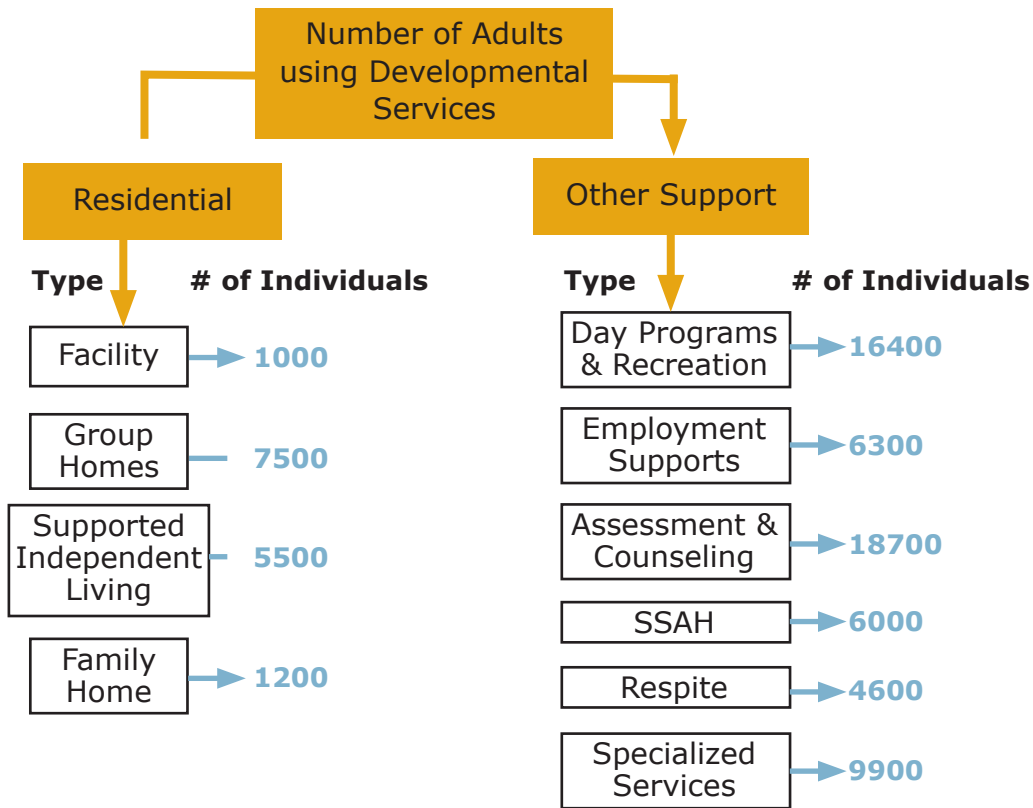 Number of Adults
using Developmental
Services
Residential
Type # of Individuals
Facility 1000
Group
Homes 7500
Supported
Independent 5500
Living
Family
Home 1200
Other Support
Type # of Individuals
Day Programs
& Recreation 16400
Employment
Supports 6300
Assessment &
Counseling 18700
SSAH 6000
Respite 4600
Specialized
Services 9900